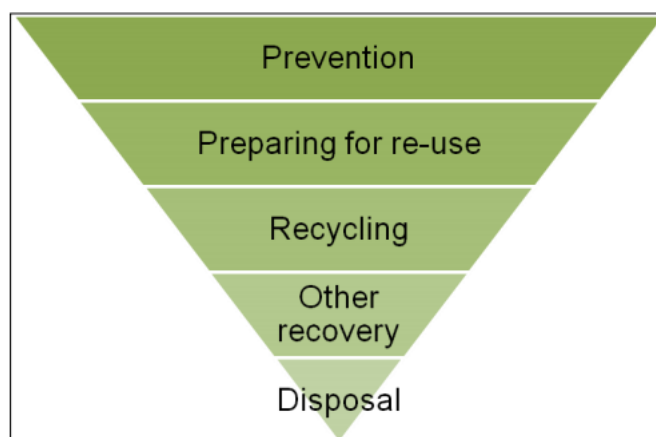 Prevention
Preparing for re-use
Recycling
Other
recovery
Disposal